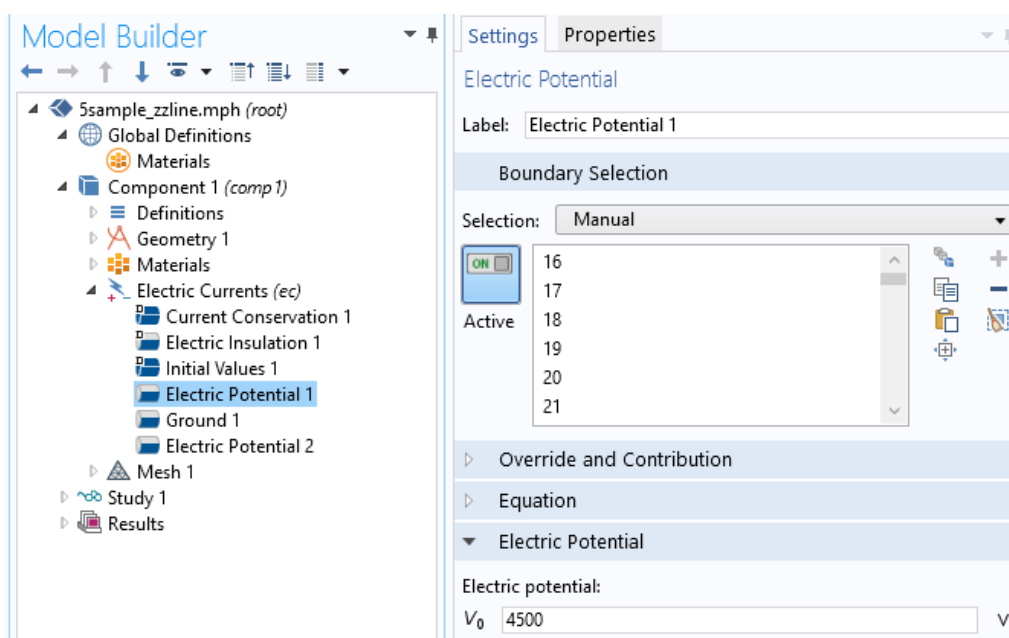 Model Builder
5sample_zzline.mph (root)
Global Definitions
Materials
Component 1 (comp1)
Definitions
Geometry 1
Materials
Electric Currents (ec)
Current Conservation 1
Electric Insulation 1
Initial Values 1
Electric Potential 1
Ground 1
Electric Potential 2
Mesh 1
Study 1
Results
Settings Properties
Electric Potential
Label: Electric Potential 1
Boundary Selection
Selection: Manual
ON
Active
16
17
18
19
20
21
Override and Contribution
Equation
Electric Potential
Electric potential:
V0 4500 V